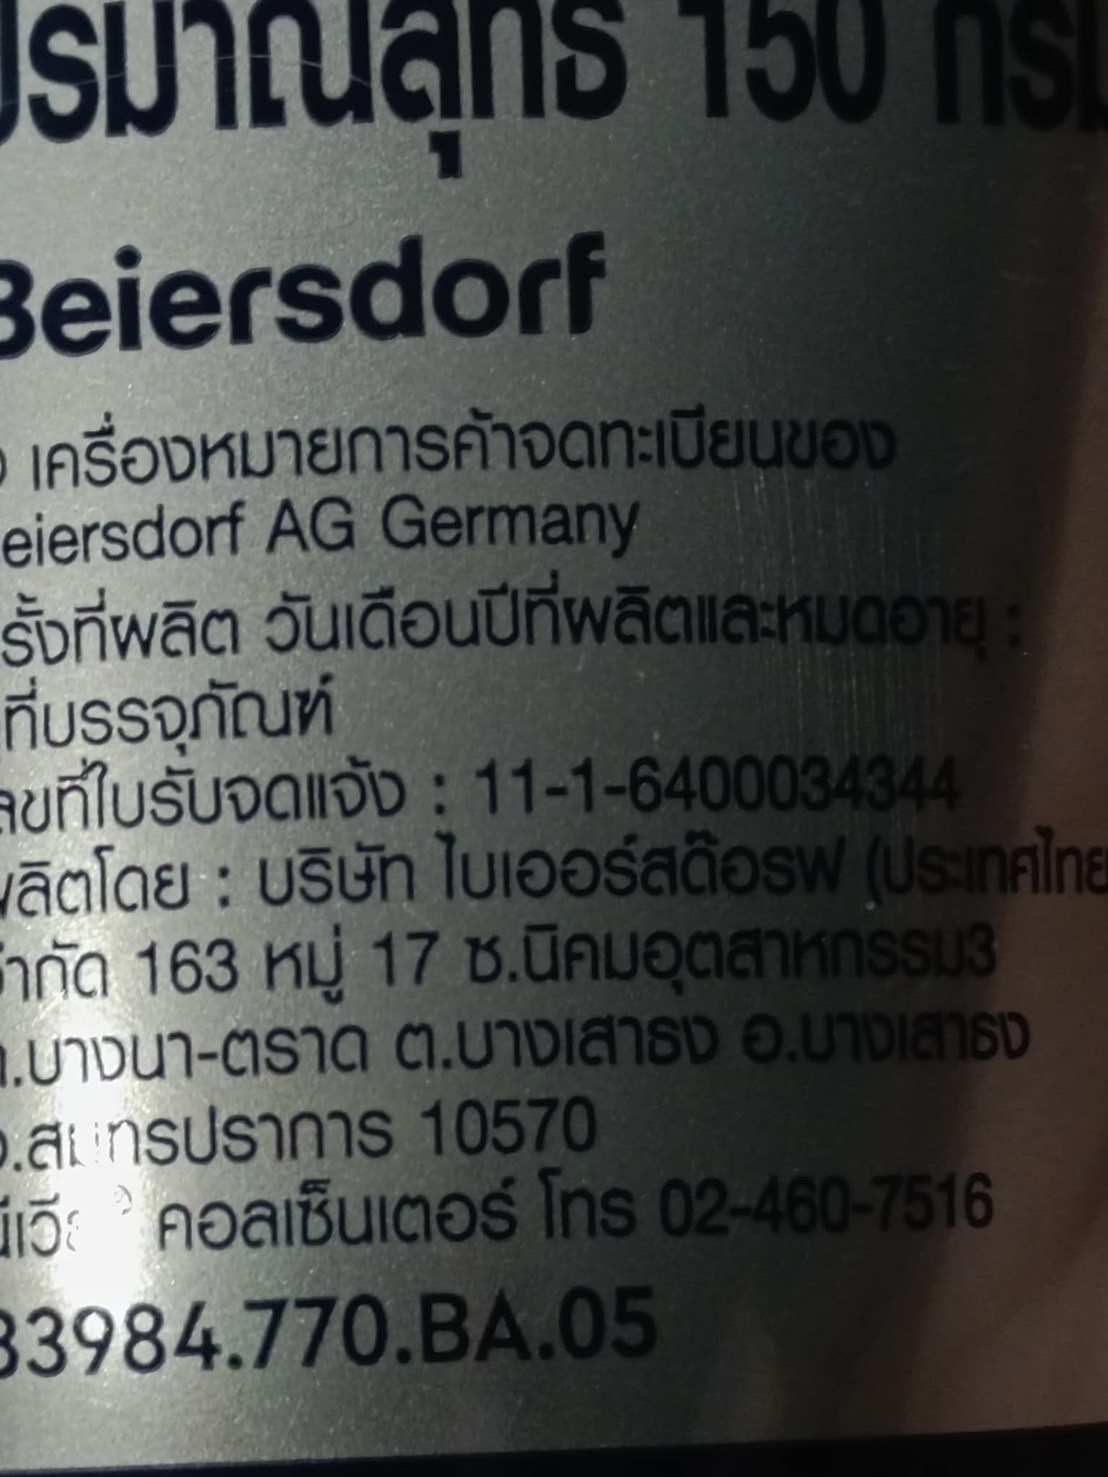 ปริมาณสุทธิ 150 กรัม
Beiersdorf
เครื่องหมายการค้าจดทะเบียนของ
eiersdorf AG Germany
รั้งที่ผลิต วันเดือนปีที่ผลิตและหมดอายุ :
ที่บรรจุภัณฑ์
ลขที่ใบรับจดแจ้ง : 11-1-6400034344
ผลิตโดย : บริษัท ไบเออร์สด๊อรฟ (ประเทศไทย
จำกัด 163 หมู่ 17 ซ.นิคมอุตสาหกรรม3
ถ.บางนา-ตราด ต.บางเสาธง อ.บางเสาธง
จ.สมุทรปราการ 10570
คอลเซ็นเตอร์ โทร 02-460-7516
83984.770.BA.05